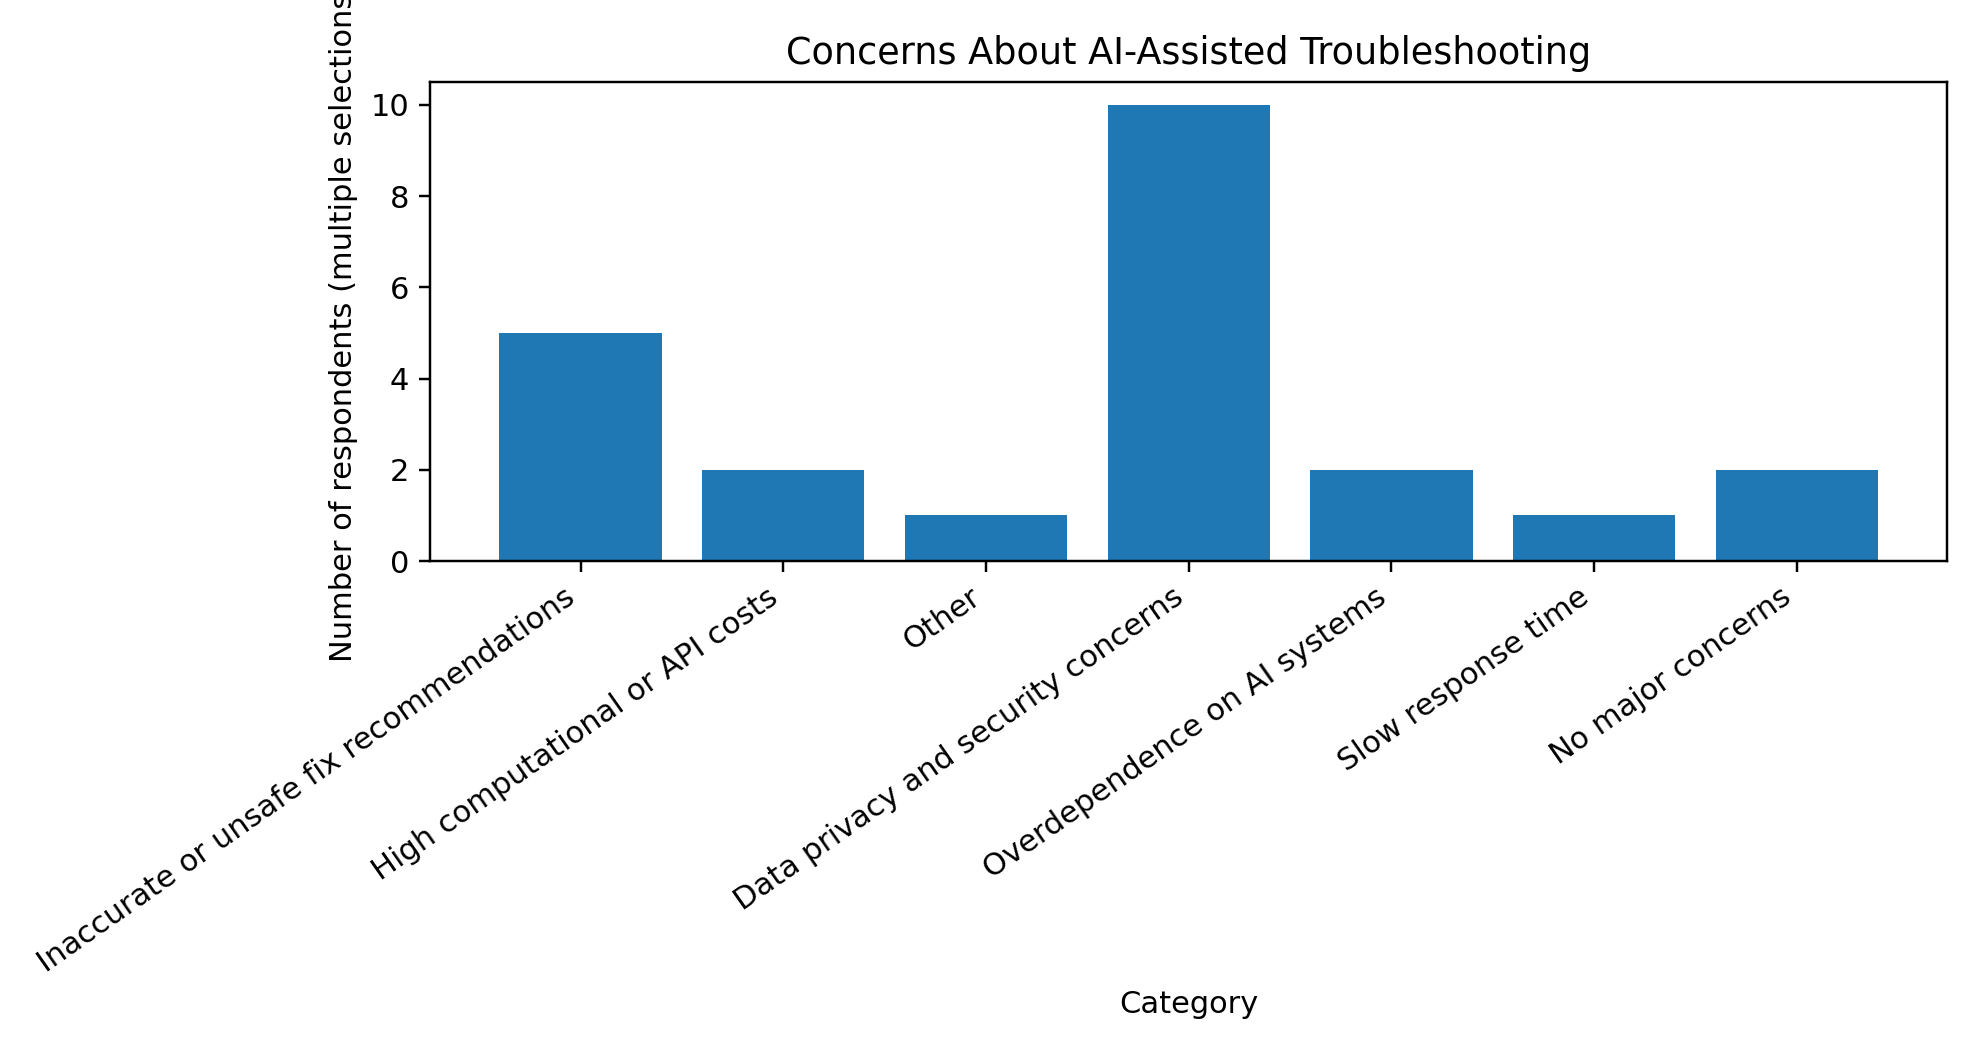 Concerns About AI-Assisted Troubleshooting
Number of respondents (multiple selections
10
8
6
4
2
0
Inaccurate or unsafe fix recommendations
High computational or API costs
Other
Data privacy and security concerns
Overdependence on AI systems
Slow response time
No major concerns
Category